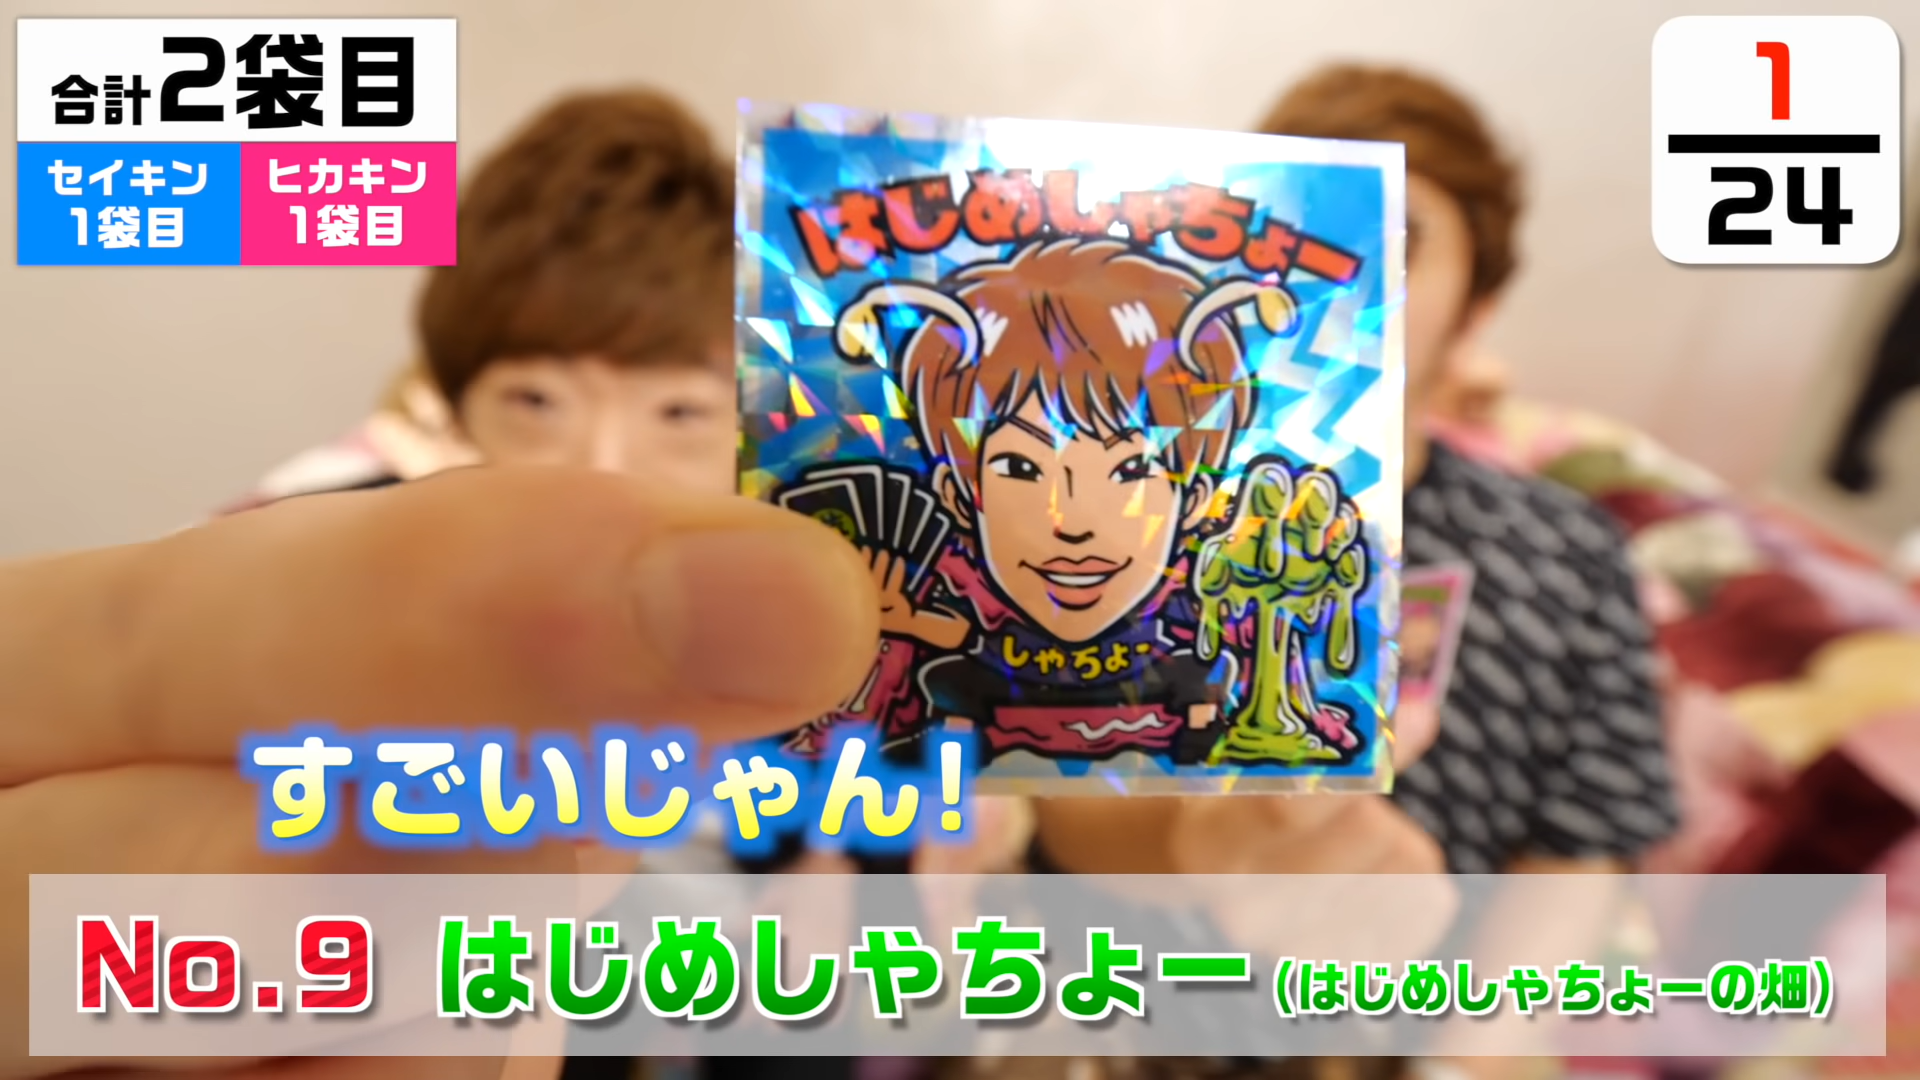 合計2袋目
セイキン
1袋目
ヒカキン
1袋目
1
24
はじめしゃちょー
しゃちょー
すごいじゃん!
No.9 はじめしゃちょー(はじめしゃちょーの畑)